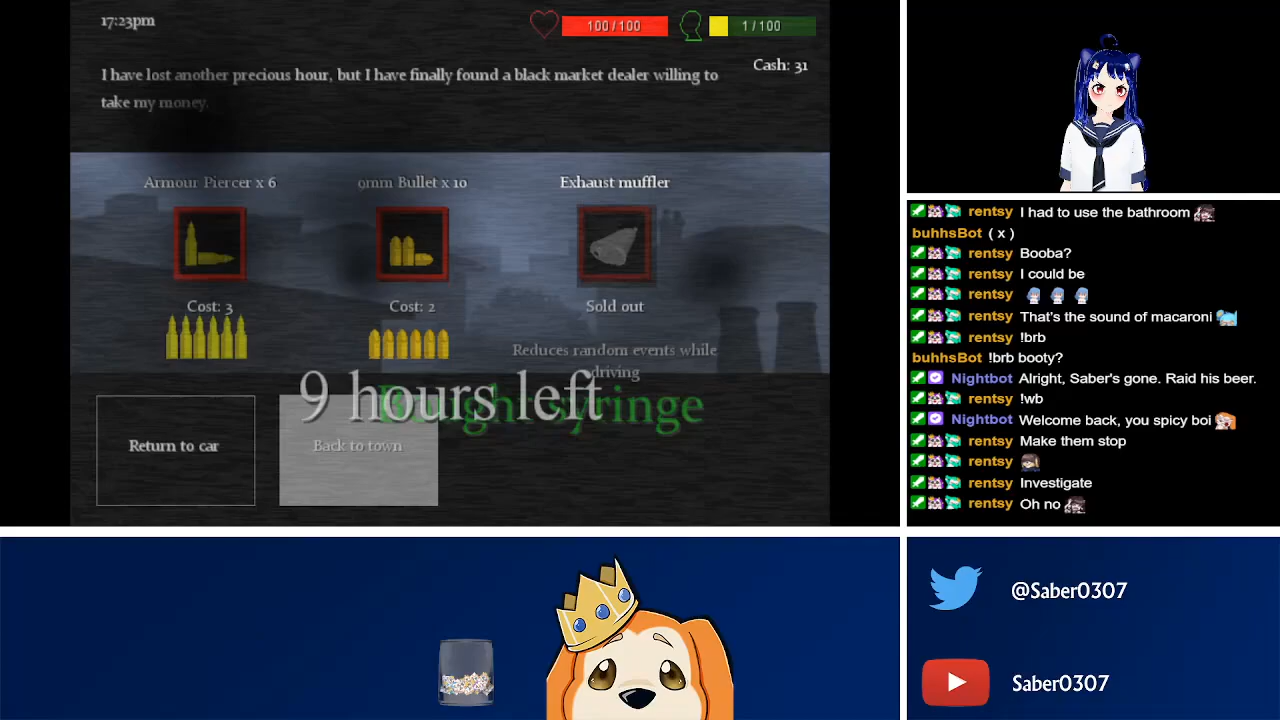 17:23pm
100 / 100
1 / 100
Cash: 31
I have lost another precious hour, but I have finally found a black market dealer willing to
take my money.
Armour Piercer x 6
9mm Bullet x 10
Exhaust muffler
Cost: 3
Cost: 2
Sold out
Reduces random events while
driving
9 hours left
Bought syringe
Return to car
Back to town
rentsy I had to use the bathroom
buhhsBot ( x )
rentsy Booba?
rentsy I could be
rentsy
rentsy That's the sound of macaroni
rentsy !brb
buhhsBot !brb booty?
Nightbot Alright, Saber's gone. Raid his beer.
rentsy !wb
Nightbot Welcome back, you spicy boi
rentsy Make them stop
rentsy
rentsy Investigate
rentsy Oh no
@Saber0307
Saber0307